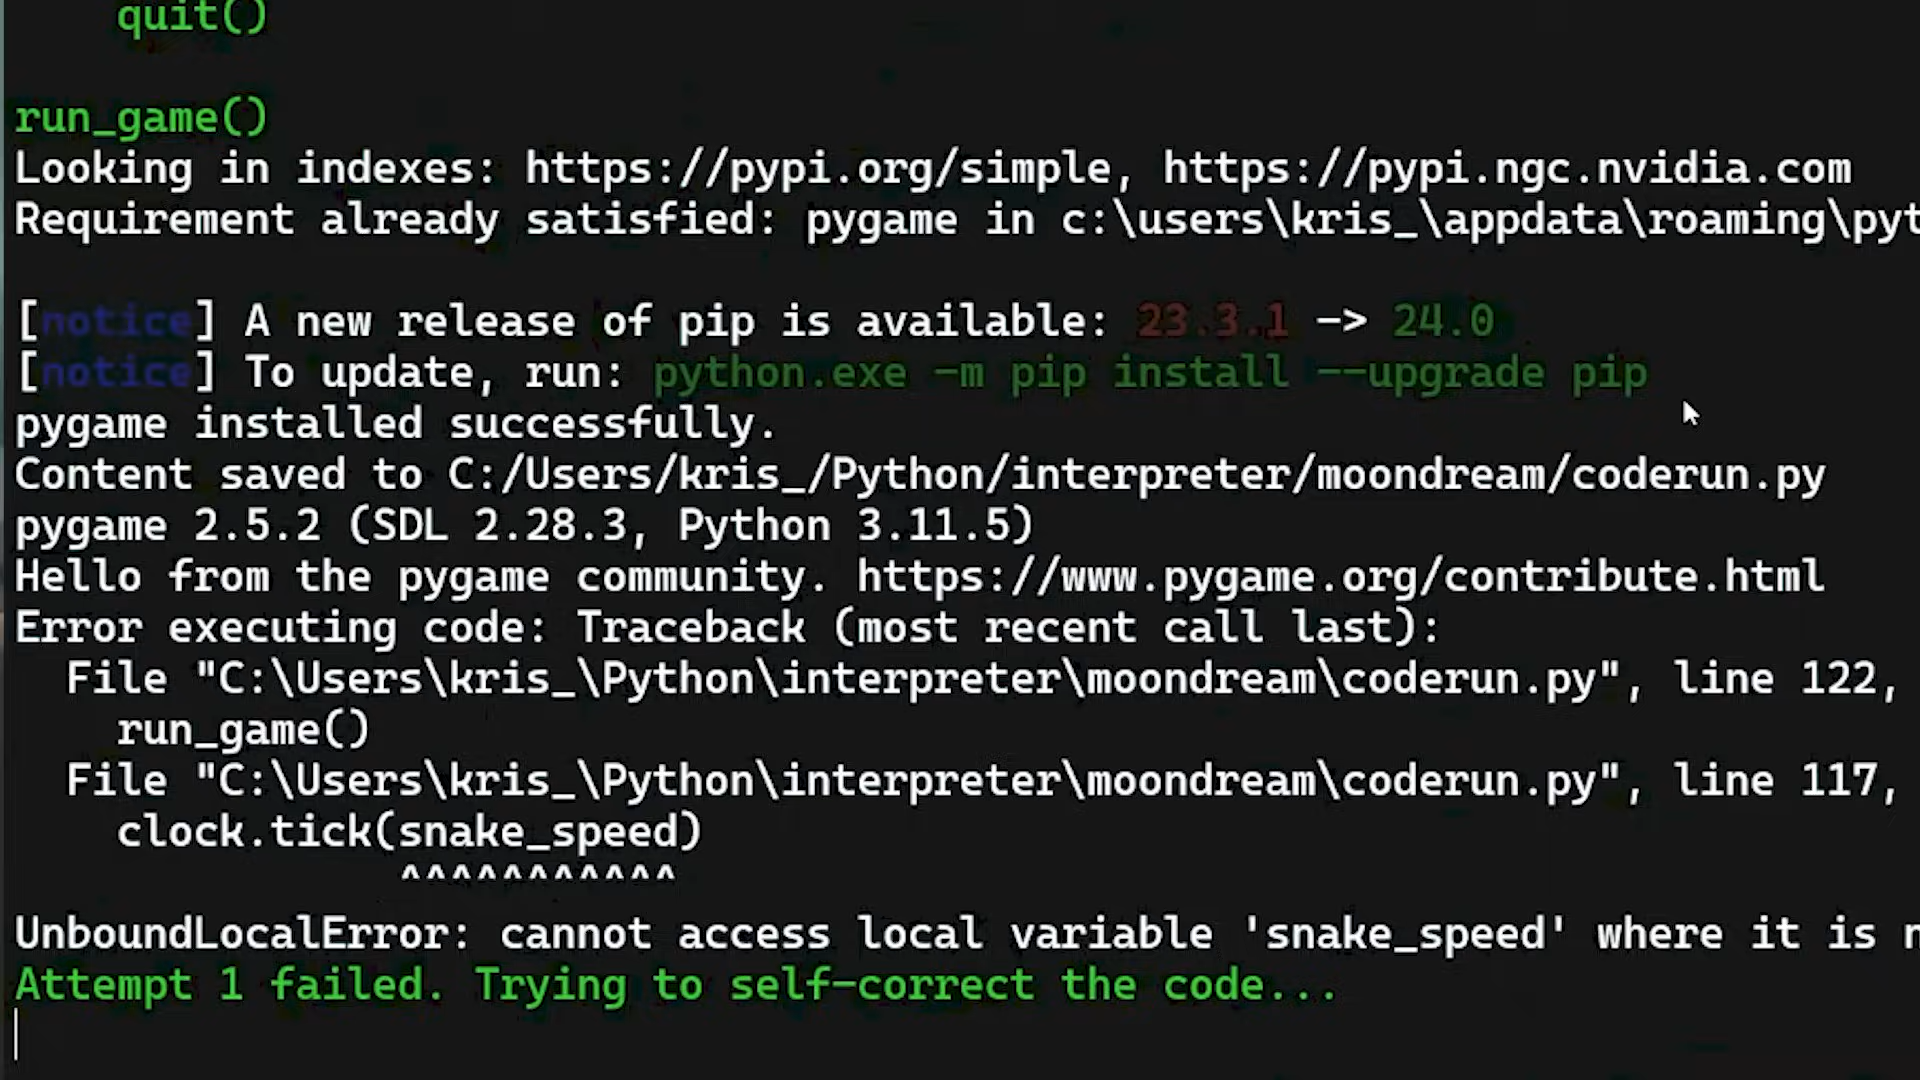 quit()
run_game()
Looking in indexes: https://pypi.org/simple, https://pypi.ngc.nvidia.com
Requirement already satisfied: pygame in c:\users\kris_\appdata\roaming\pyt
[notice] A new release of pip is available: 23.3.1 -> 24.0
[notice] To update, run: python.exe -m pip install --upgrade pip
pygame installed successfully.
Content saved to C:/Users/kris_/Python/interpreter/moondream/coderun.py
pygame 2.5.2 (SDL 2.28.3, Python 3.11.5)
Hello from the pygame community. https://www.pygame.org/contribute.html
Error executing code: Traceback (most recent call last):
File "C:\Users\kris_\Python\interpreter\moondream\coderun.py", line 122,
run_game()
File "C:\Users\kris_\Python\interpreter\moondream\coderun.py", line 117,
clock.tick(snake_speed)
^^^^^^^^^^^
UnboundLocalError: cannot access local variable 'snake_speed' where it is
Attempt 1 failed. Trying to self-correct the code...